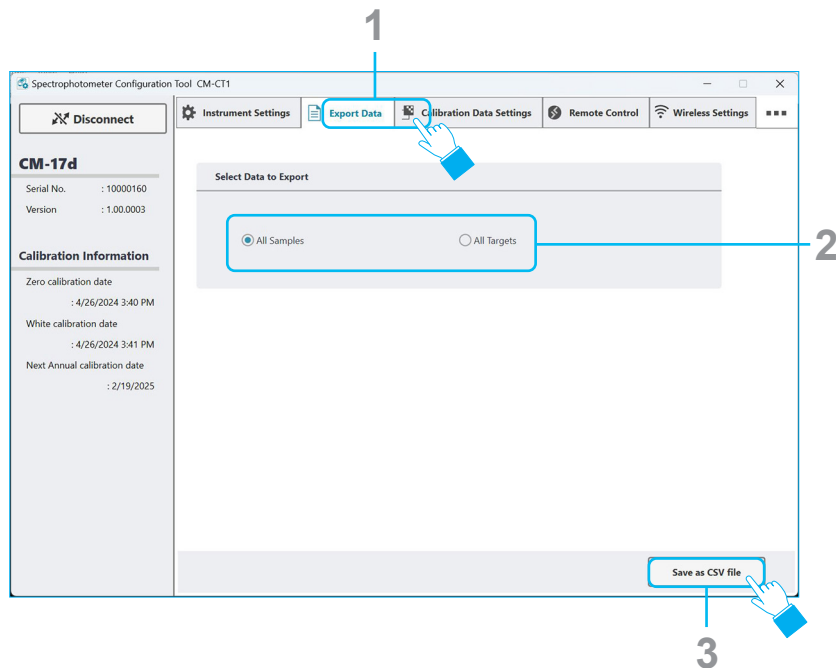 1
Spectrophotometer Configuration Tool CM-CT1
Disconnect
Instrument Settings
Export Data
Calibration Data Settings
Remote Control
Wireless Settings
CM-17d
Serial No. : 10000160
Version : 1.00.0003
Select Data to Export
All Samples
All Targets
2
Calibration Information
Zero calibration date
: 4/26/2024 3:40 PM
White calibration date
: 4/26/2024 3:41 PM
Next Annual calibration date
: 2/19/2025
Save as CSV file
3